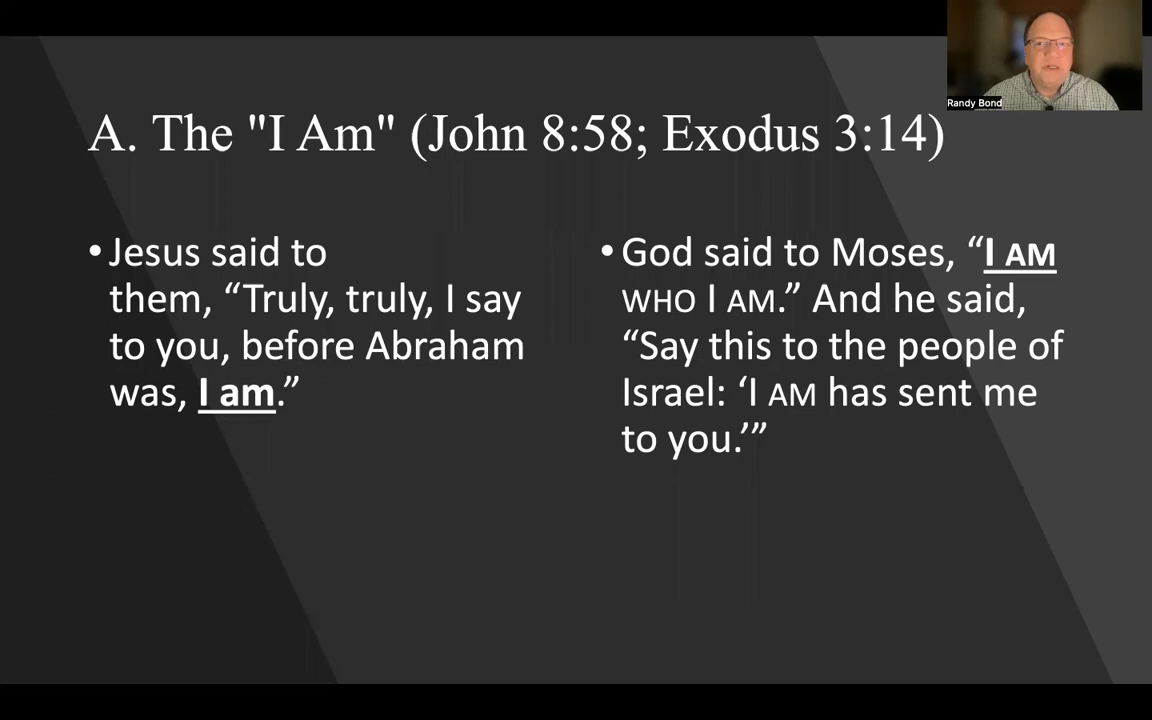 Randy Bond
A. The "I Am" (John 8:58; Exodus 3:14)
• Jesus said to
them, “Truly, truly, I say
to you, before Abraham
was, I am.”
• God said to Moses, “I AM
WHO I AM.” And he said,
“Say this to the people of
Israel: ‘I AM has sent me
to you.’”